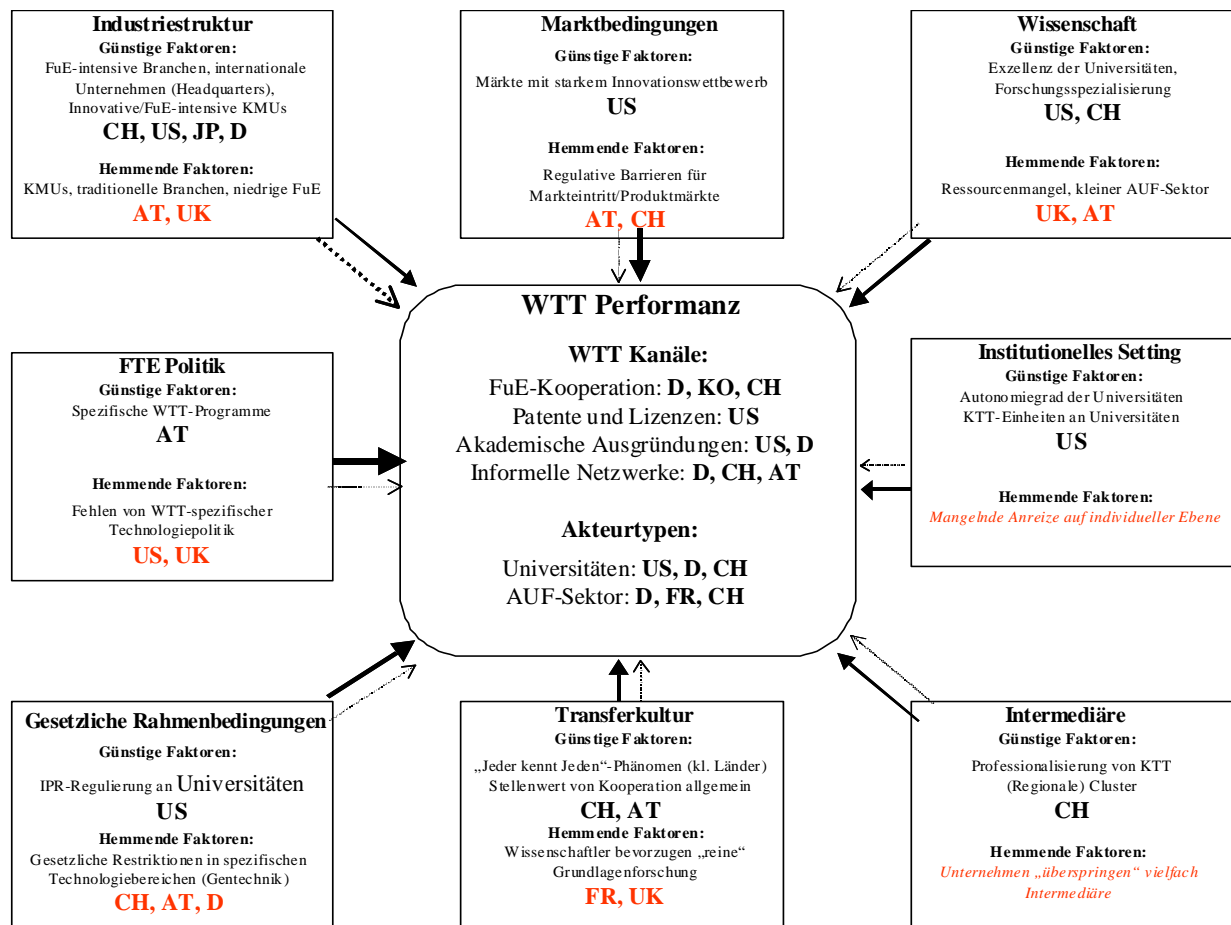 Industriestruktur
Günstige Faktoren:
FuE-intensive Branchen, internationale
Unternehmen (Headquarters),
Innovative/FuE-intensive KMUs
CH, US, JP, D
Hemmende Faktoren:
KMUs, traditionelle Branchen, niedrige FuE
AT, UK
Marktbedingungen
Günstige Faktoren:
Märkte mit starkem Innovationswettbewerb
US
Hemmende Faktoren:
Regulative Barrieren für
Markteintritt/Produktmärkte
AT, CH
Wissenschaft
Günstige Faktoren:
Exzellenz der Universitäten,
Forschungsspezialisierung
US, CH
Hemmende Faktoren:
Ressourcenmangel, kleiner AUF-Sektor
UK, AT
FTE Politik
Günstige Faktoren:
Spezifische WTT-Programme
AT
Hemmende Faktoren:
Fehlen von WTT-spezifischer
Technologiepolitik
US, UK
WTT Performanz
WTT Kanäle:
FuE-Kooperation: D, KO, CH
Patente und Lizenzen: US
Akademische Ausgründungen: US, D
Informelle Netzwerke: D, CH, AT
Akteurtypen:
Universitäten: US, D, CH
AUF-Sektor: D, FR, CH
Institutionelles Setting
Günstige Faktoren:
Autonomiegrad der Universitäten
KTT-Einheiten an Universitäten
US
Hemmende Faktoren:
Mangelnde Anreize auf individueller Ebene
Gesetzliche Rahmenbedingungen
Günstige Faktoren:
IPR-Regulierung an Universitäten
US
Hemmende Faktoren:
Gesetzliche Restriktionen in spezifischen
Technologiebereichen (Gentechnik)
CH, AT, D
Transferkultur
Günstige Faktoren:
„Jeder kennt Jeden“-Phänomen (kl. Länder)
Stellenwert von Kooperation allgemein
CH, AT
Hemmende Faktoren:
Wissenschaftler bevorzugen „reine“
Grundlagenforschung
FR, UK
Intermediäre
Günstige Faktoren:
Professionalisierung von KTT
(Regionale) Cluster
CH
Hemmende Faktoren:
Unternehmen „überspringen“ vielfach
Intermediäre